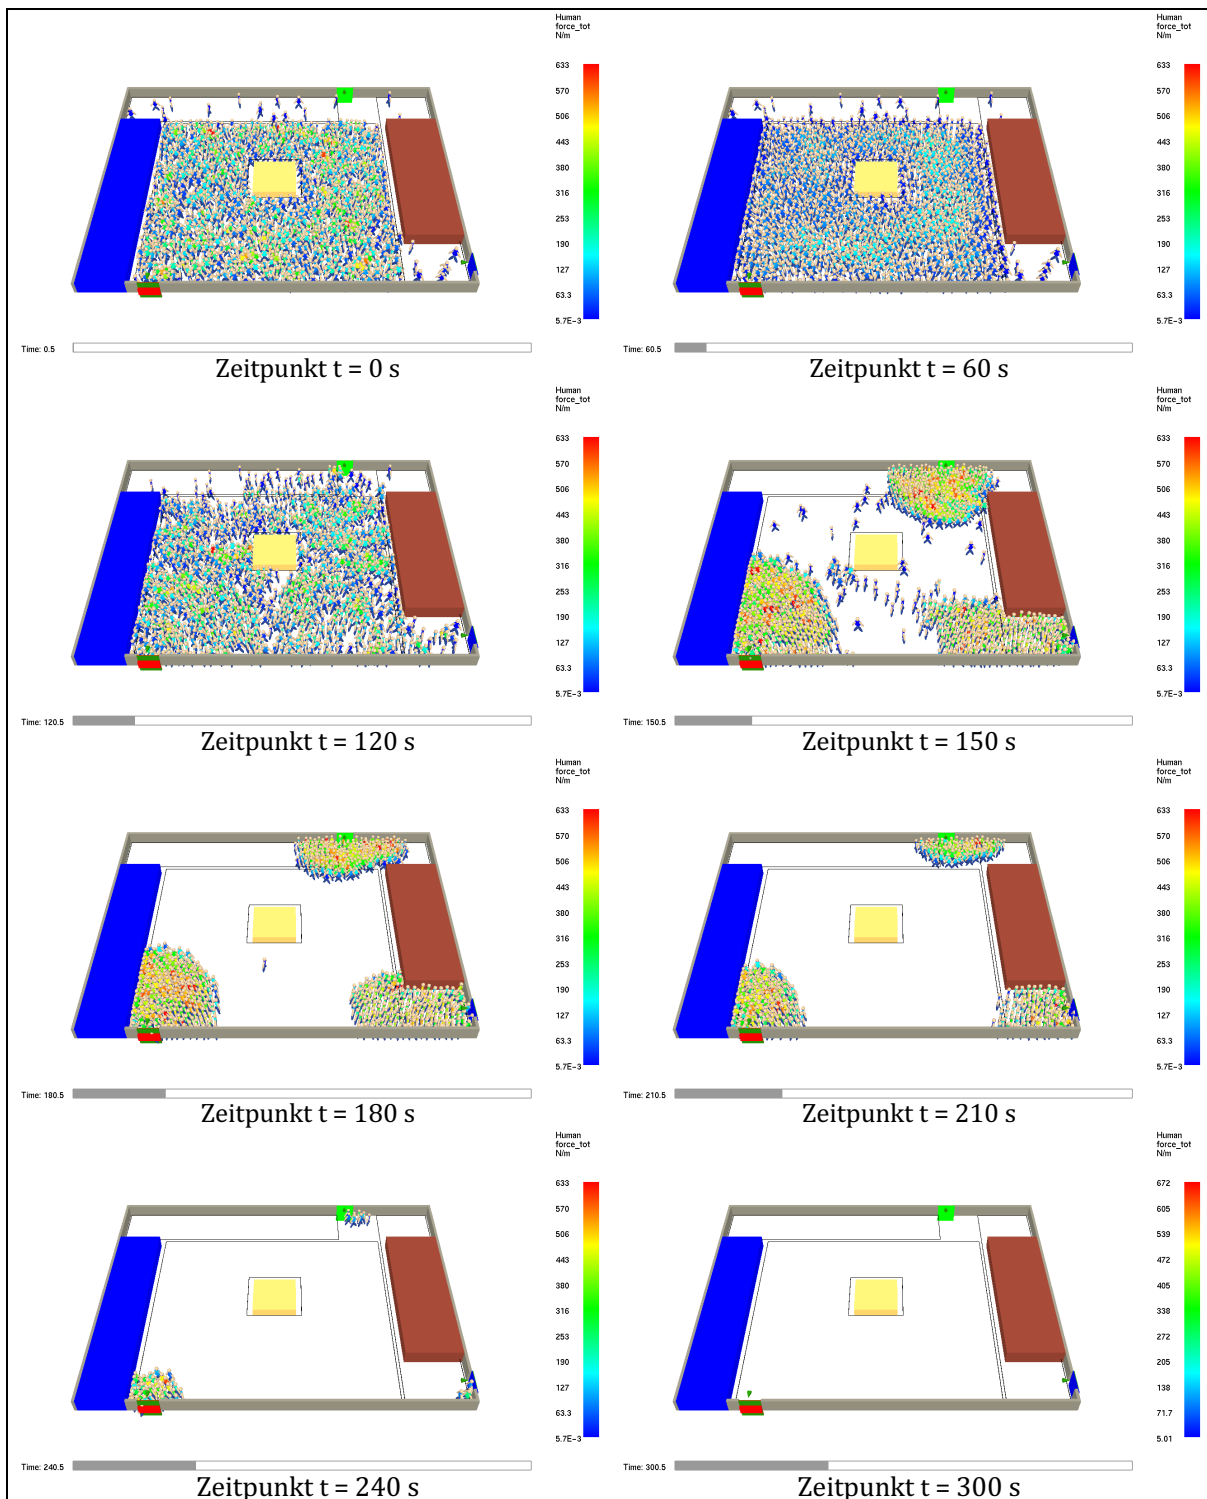 Human
force_tot
N/m
633
570
506
443
380
316
253
190
127
63.3
5.7E-3
Time: 0.5
Zeitpunkt t = 0 s
Human
force_tot
N/m
633
570
506
443
380
316
253
190
127
63.3
5.7E-3
Time: 60.5
Zeitpunkt t = 60 s
Human
force_tot
N/m
633
570
506
443
380
316
253
190
127
63.3
5.7E-3
Time: 120.5
Zeitpunkt t = 120 s
Human
force_tot
N/m
633
570
506
443
380
316
253
190
127
63.3
5.7E-3
Time: 150.5
Zeitpunkt t = 150 s
Human
force_tot
N/m
633
570
506
443
380
316
253
190
127
63.3
5.7E-3
Time: 180.5
Zeitpunkt t = 180 s
Human
force_tot
N/m
633
570
506
443
380
316
253
190
127
63.3
5.7E-3
Time: 210.5
Zeitpunkt t = 210 s
Human
force_tot
N/m
633
570
506
443
380
316
253
190
127
63.3
5.7E-3
Time: 240.5
Zeitpunkt t = 240 s
Human
force_tot
N/m
672
605
539
472
405
338
272
205
138
71.7
5.01
Time: 300.5
Zeitpunkt t = 300 s